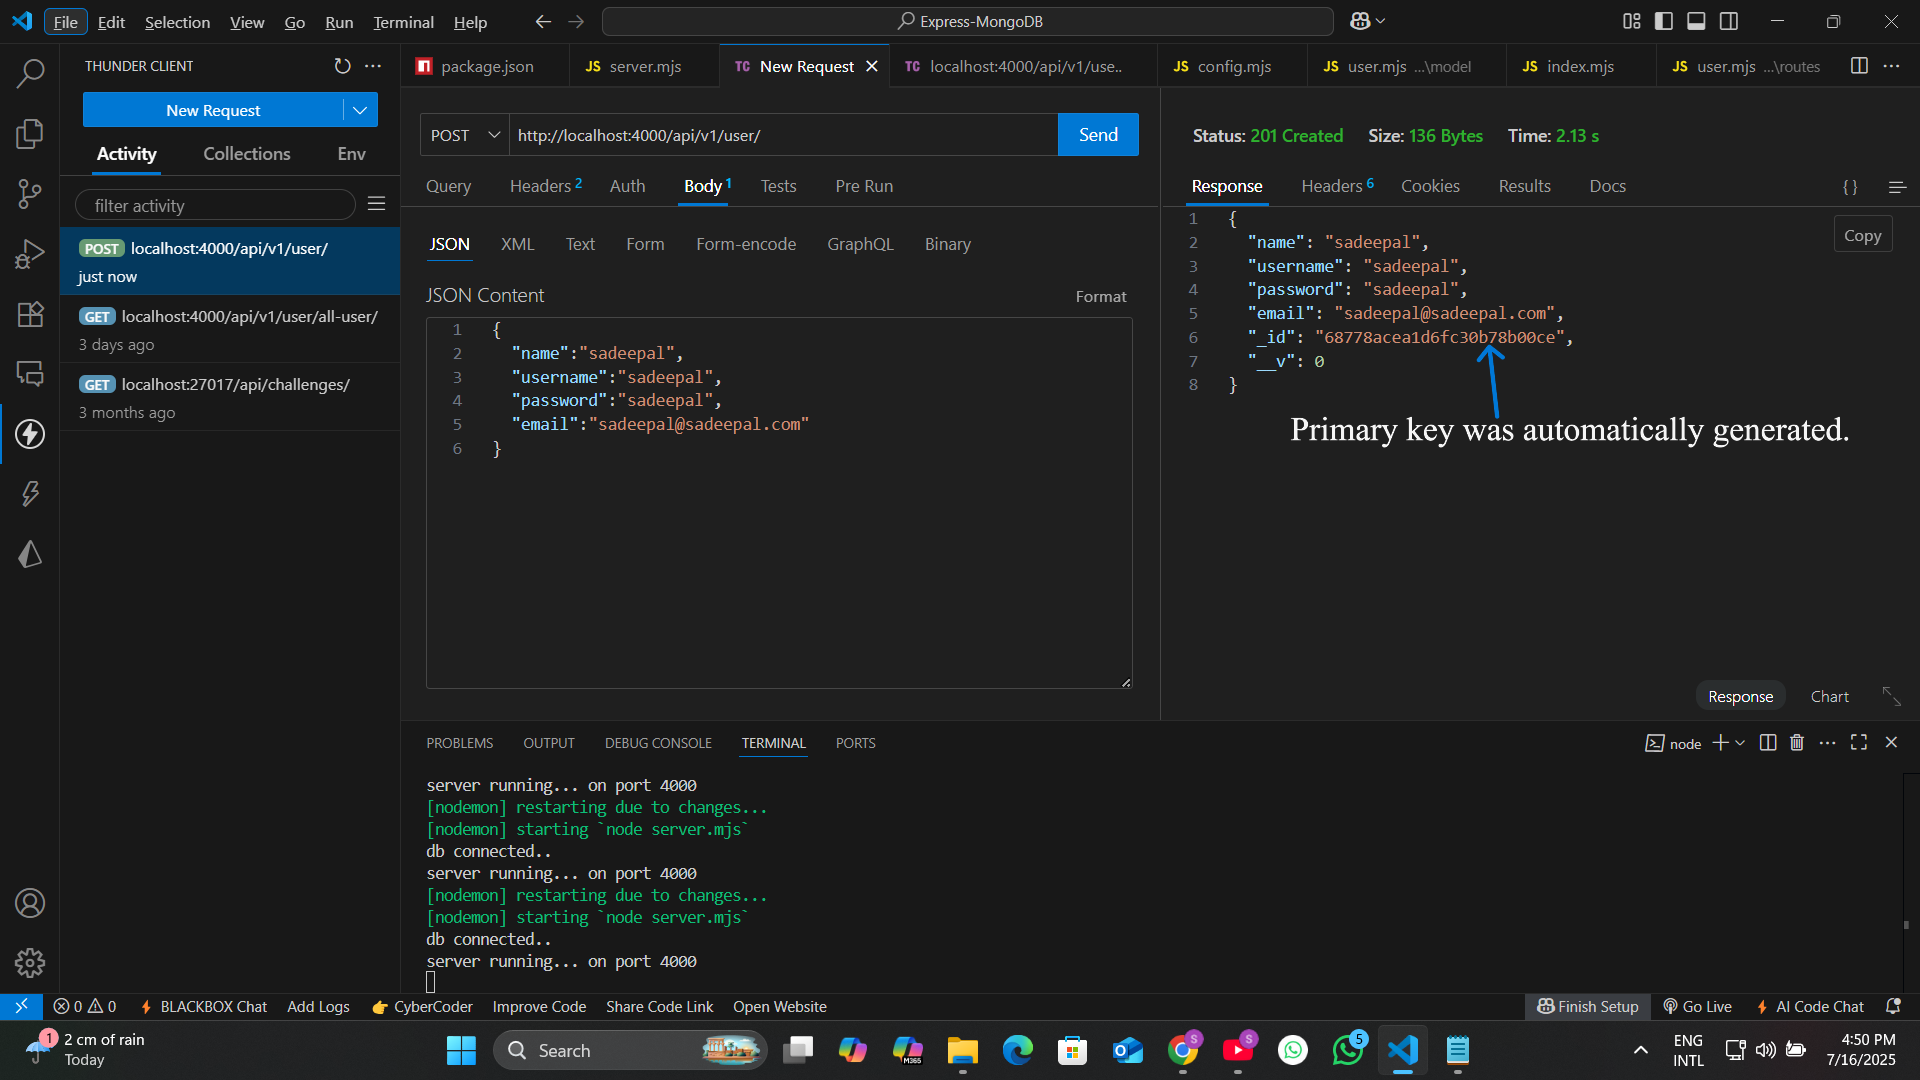 File Edit Selection View Go Run Terminal Help
Express-MongoDB
THUNDER CLIENT
New Request
Activity Collections Env
filter activity
POST localhost:4000/api/v1/user/
just now
GET localhost:4000/api/v1/user/all-user/
3 days ago
GET localhost:27017/api/challenges/
3 months ago
package.json
JS server.mjs
TC New Request
TC localhost:4000/api/v1/use..
JS config.mjs
JS user.mjs ...\model
JS index.mjs
JS user.mjs ...\routes
POST http://localhost:4000/api/v1/user/ Send
Query Headers 2 Auth Body 1 Tests Pre Run
JSON XML Text Form Form-encode GraphQL Binary
JSON Content
Format
1 {
2 "name":"sadeepal",
3 "username":"sadeepal",
4 "password":"sadeepal",
5 "email":"sadeepal@sadeepal.com"
6 }
Status: 201 Created Size: 136 Bytes Time: 2.13 s
Response Headers 6 Cookies Results Docs {}
Copy
1 {
2 "name": "sadeepal",
3 "username": "sadeepal",
4 "password": "sadeepal",
5 "email": "sadeepal@sadeepal.com",
6 "_id": "68778acea1d6fc30b78b00ce",
7 "__v": 0
8 }
Primary key was automatically generated.
Response Chart
PROBLEMS OUTPUT DEBUG CONSOLE TERMINAL PORTS
node
server running... on port 4000
[nodemon] restarting due to changes...
[nodemon] starting `node server.mjs`
db connected..
server running... on port 4000
[nodemon] restarting due to changes...
[nodemon] starting `node server.mjs`
db connected..
server running... on port 4000
0 0 BLACKBOX Chat Add Logs CyberCoder Improve Code Share Code Link Open Website
Finish Setup Go Live AI Code Chat
1
2 cm of rain
Today
Search
M365
S
S
5
ENG
INTL
4:50 PM
7/16/2025